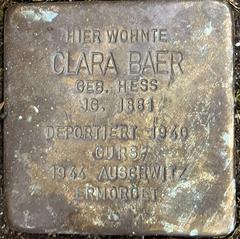 HIER WOHNTE
CLARA BAER
GEB. HESS
JG. 1881
DEPORTIERT 1940
GURS
1944 AUSCHWITZ
ERMORDET